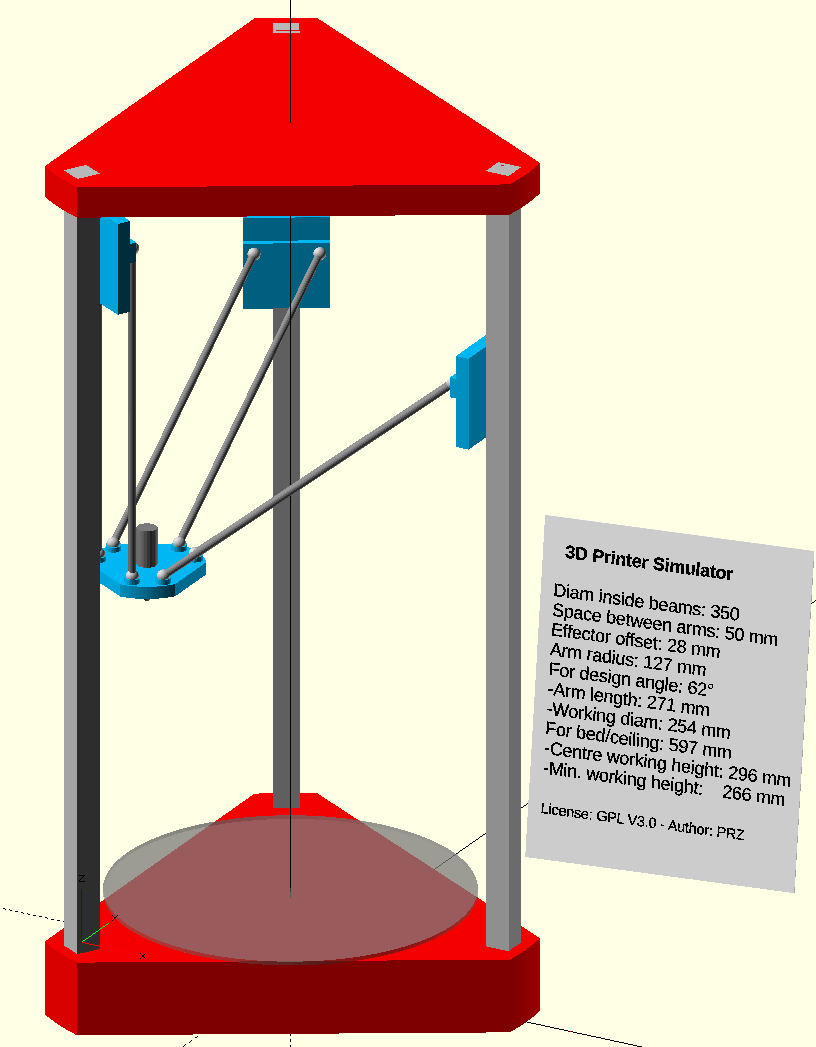 3D Printer Simulator
Diam inside beams: 350
Space between arms: 50 mm
Effector offset: 28 mm
Arm radius: 127 mm
For design angle: 62°
-Arm length: 271 mm
-Working diam: 254 mm
For bed/ceiling: 597 mm
-Centre working height: 296 mm
-Min. working height: 266 mm
License: GPL V3.0 - Author: PRZ
Z
Y
X